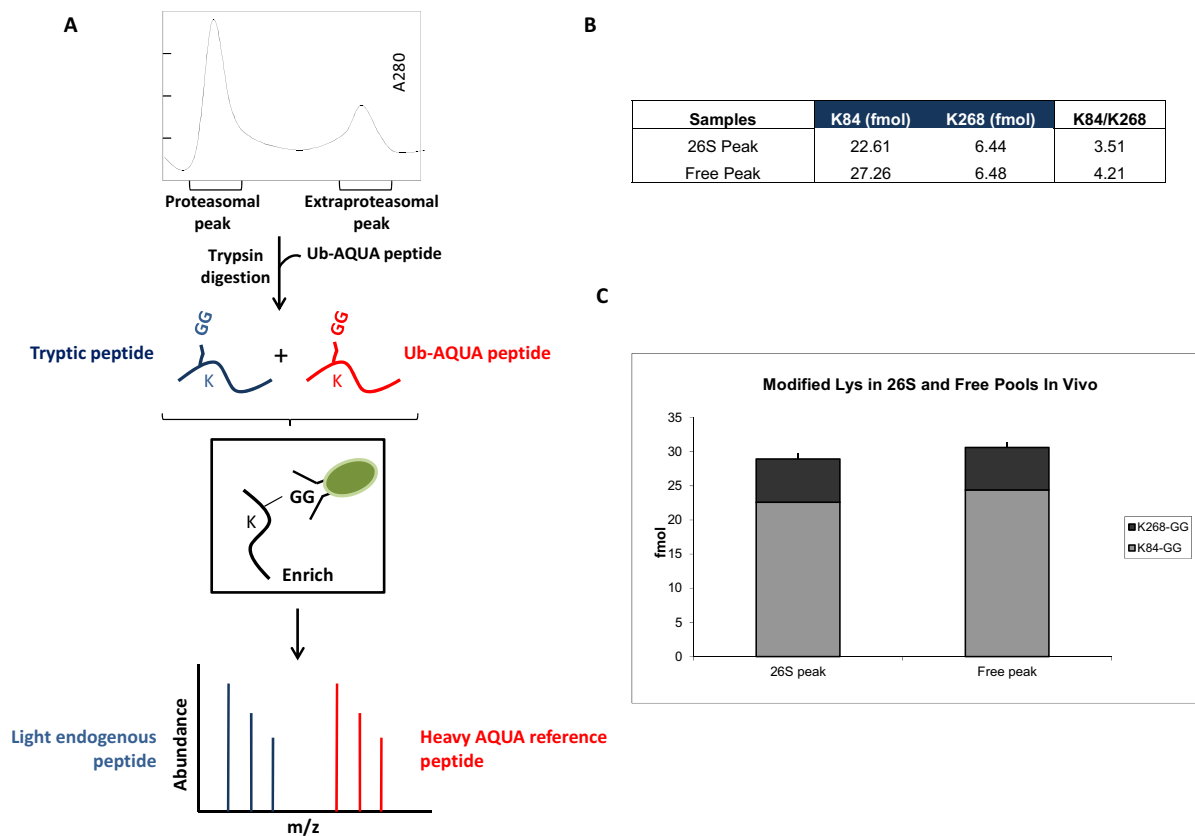 A
A280
Proteasomal
peak
Extraproteasomal
peak
Trypsin
digestion
Ub-AQUA peptide
GG
GG
Tryptic peptide
K
+
K
Ub-AQUA peptide
GG
K
Enrich
Light endogenous
peptide
Abundance
Heavy AQUA reference
peptide
m/z
B
Samples K84 (fmol) K268 (fmol) K84/K268
26S Peak 22.61 6.44 3.51
Free Peak 27.26 6.48 4.21
C
Modified Lys in 26S and Free Pools In Vivo
35
30
25
20
15
10
5
0
fmol
26S peak
Free peak
K268-GG
K84-GG